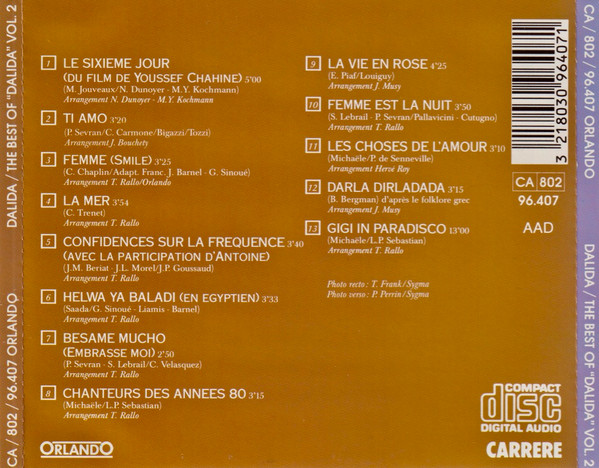 CA / 802 / 96.407 ORLANDO
DALIDA / THE BEST OF "DALIDA" VOL. 2
1 LE SIXIEME JOUR
(DU FILM DE YOUSSEF CHAHINE) 5'00
(M. Jouveaux/N. Dunoyer - M.Y. Kochmann)
Arrangement N. Dunoyer - M.Y. Kochmann
2 TI AMO 3'20
(P. Sevran/C. Carmone/Bigazzi/Tozzi)
Arrangement J. Bouchety
3 FEMME (SMILE) 3'25
(C. Chaplin/Adapt. Franc. J. Barnel - G. Sinoué)
Arrangement T. Rallo/Orlando
4 LA MER 3'54
(C. Trenet)
Arrangement T. Rallo
5 CONFIDENCES SUR LA FREQUENCE 3'40
(AVEC LA PARTICIPATION D'ANTOINE)
(J.M. Beriat - J.L. Morel/J.P. Goussaud)
Arrangement T. Rallo
6 HELWA YA BALADI (EN EGYPTIEN) 3'33
(Saada/G. Sinoué - Liamis - Barnel)
Arrangement T. Rallo
7 BESAME MUCHO
(EMBRASSE MOI) 2'50
(P. Sevran - S. Lebrail/C. Velasquez)
Arrangement T. Rallo
8 CHANTEURS DES ANNEES 80 3'15
(Michaële/L.P. Sebastian)
Arrangement T. Rallo
ORLANDO
9 LA VIE EN ROSE 4'25
(E. Piaf/Louiguy)
Arrangement J. Musy
10 FEMME EST LA NUIT 3'50
(S. Lebrail - P. Sevran/Pallavicini - Cutugno)
Arrangement T. Rallo
11 LES CHOSES DE L'AMOUR 3'10
(Michaële/P. de Senneville)
Arrangement Hervé Roy
12 DARLA DIRLADADA 3'15
(B. Bergman) d'après le folklore grec
Arrangement J. Musy
13 GIGI IN PARADISCO 13'00
(Michaële/L.P. Sebastian)
Arrangement T. Rallo
Photo recto : T. Frank/Sygma
Photo verso : P. Perrin/Sygma
3 218030 964071
CA 802
96.407
AAD
COMPACT
disc
DIGITAL AUDIO
CARRERE
CA / 802 / 96.407 ORLANDO
DALIDA / THE BEST OF "DALIDA" VOL. 2